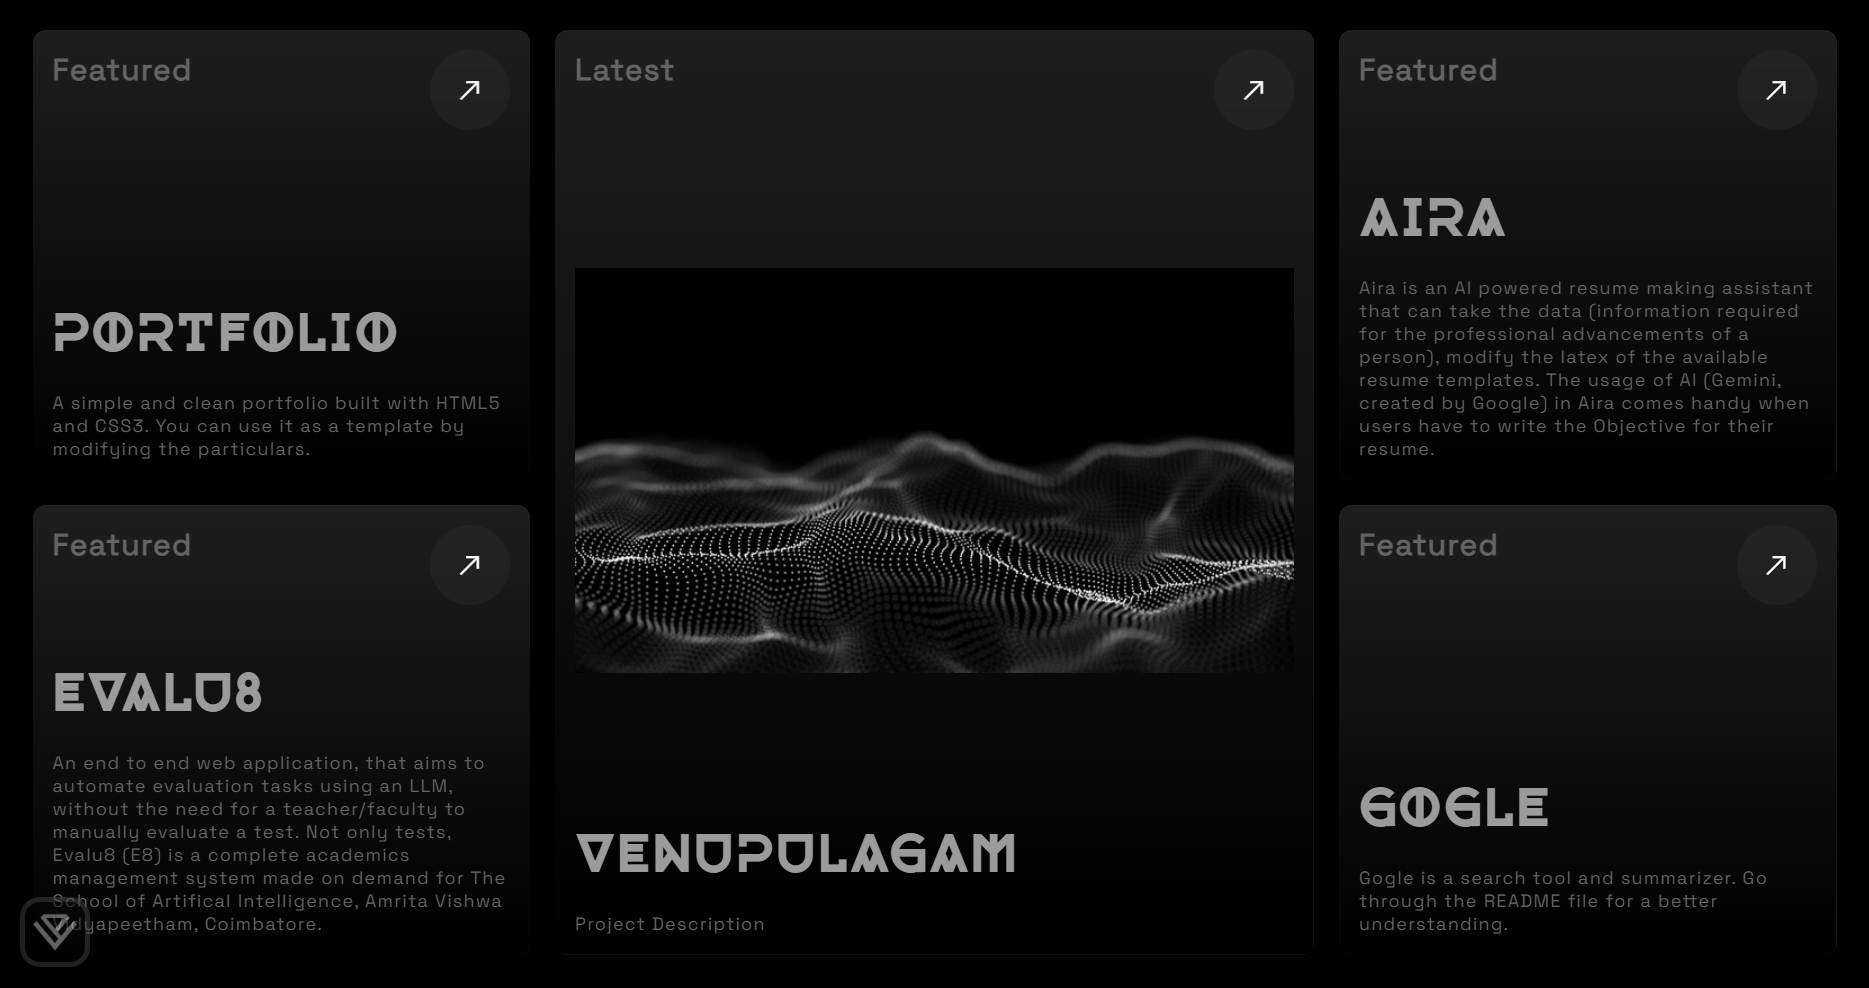 Featured
PORTFOLIO
A simple and clean portfolio built with HTML5
and CSS3. You can use it as a template by
modifying the particulars.
Featured
EVALU8
An end to end web application, that aims to
automate evaluation tasks using an LLM,
without the need for a teacher/faculty to
manually evaluate a test. Not only tests,
Evalu8 (E8) is a complete academics
management system made on demand for The
School of Artifical Intelligence, Amrita Vishwa
Vidyapeetham, Coimbatore.
Latest
VENUPULAGAM
Project Description
Featured
AIRA
Aira is an AI powered resume making assistant
that can take the data (information required
for the professional advancements of a
person), modify the latex of the available
resume templates. The usage of AI (Gemini,
created by Google) in Aira comes handy when
users have to write the Objective for their
resume.
Featured
GOGLE
Gogle is a search tool and summarizer. Go
through the README file for a better
understanding.